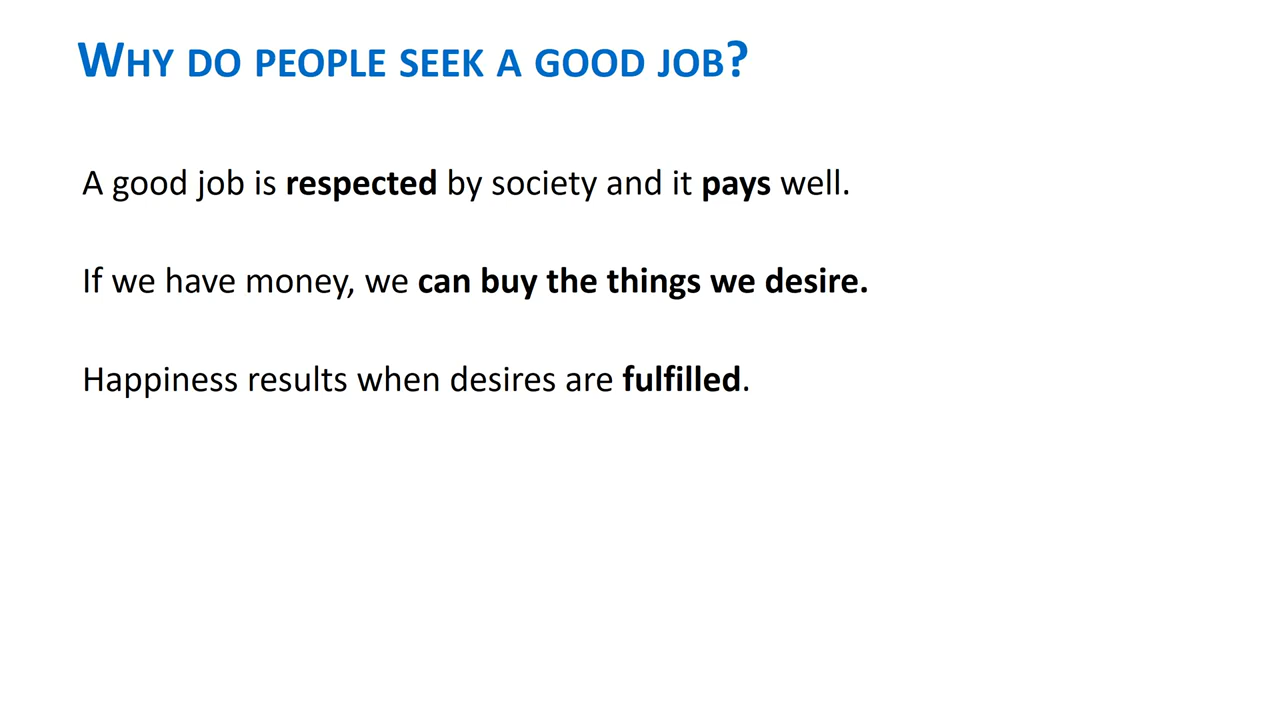 WHY DO PEOPLE SEEK A GOOD JOB?
A good job is respected by society and it pays well.
If we have money, we can buy the things we desire.
Happiness results when desires are fulfilled.